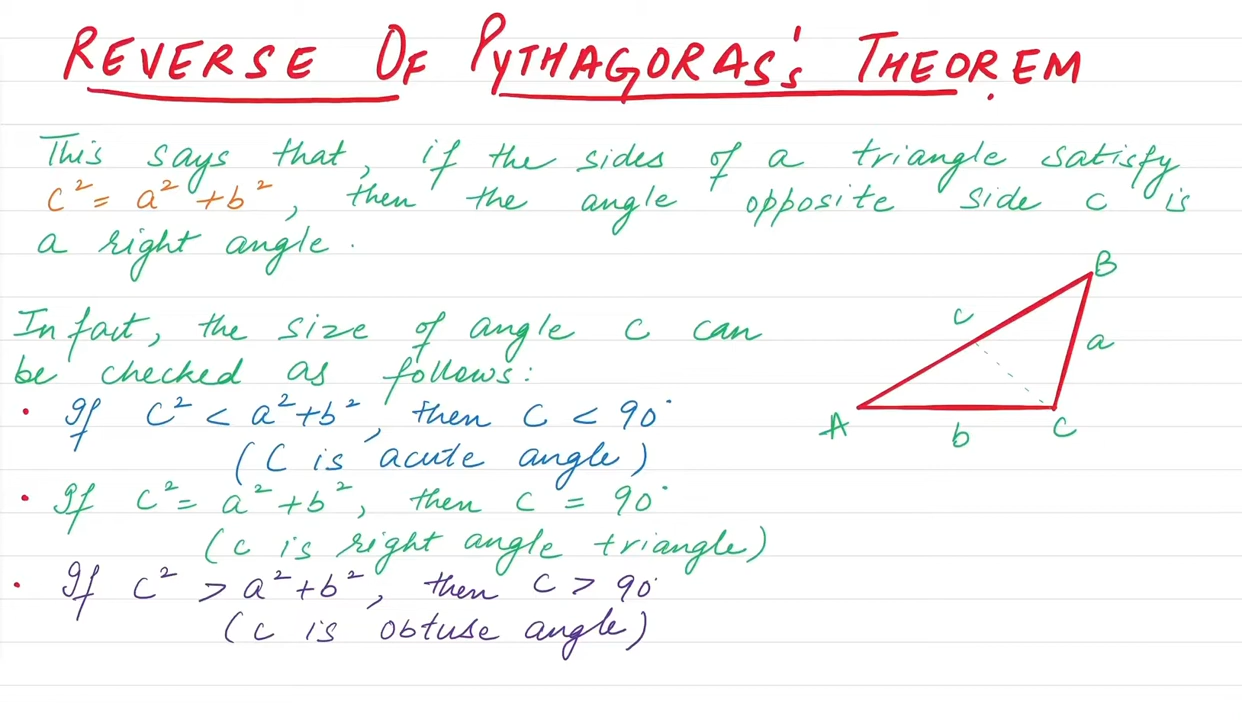 REVERSE OF PYTHAGORAS's THEOREM
This says that, if the sides of a triangle satisfy
c² = a² + b², then the angle opposite side c is
a right angle.
In fact, the size of angle c can
be checked as follows:
• If c² < a² + b², then C < 90°
(C is acute angle)
• If c² = a² + b², then c = 90°
(c is right angle triangle)
• If c² > a² + b², then c > 90°
(c is obtuse angle)
B
c
a
A
b
C